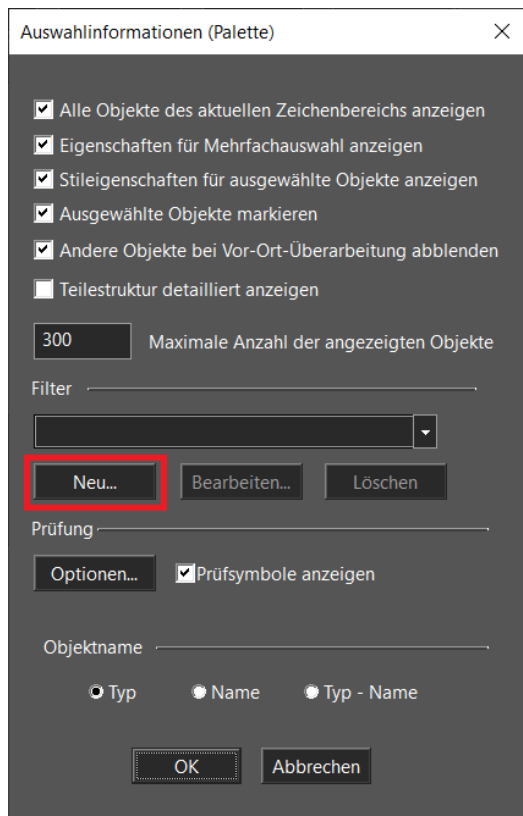 Auswahlinformationen (Palette)
Alle Objekte des aktuellen Zeichenbereichs anzeigen
Eigenschaften für Mehrfachauswahl anzeigen
Stileigenschaften für ausgewählte Objekte anzeigen
Ausgewählte Objekte markieren
Andere Objekte bei Vor-Ort-Überarbeitung abblenden
Teilestruktur detailliert anzeigen
300 Maximale Anzahl der angezeigten Objekte
Filter
Neu... Bearbeiten... Löschen
Prüfung
Optionen... Prüfsymbole anzeigen
Objektname
Typ Name Typ - Name
OK Abbrechen